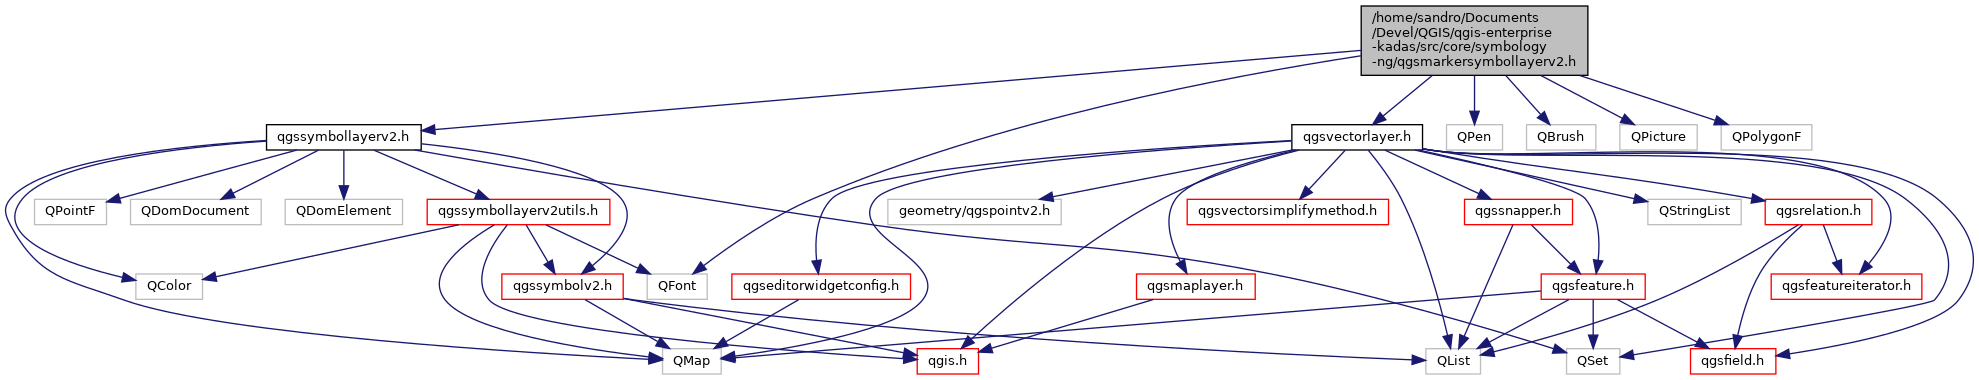 /home/sandro/Documents
/Devel/QGIS/qgis-enterprise
-kadas/src/core/symbology
-ng/qgsmarkersymbollayerv2.h
qgssymbollayerv2.h
qgsvectorlayer.h
QPen
QBrush
QPicture
QPolygonF
QPointF
QDomDocument
QDomElement
qgssymbollayerv2utils.h
geometry/qgspointv2.h
qgsvectorsimplifymethod.h
qgssnapper.h
QStringList
qgsrelation.h
QColor
qgssymbolv2.h
QFont
qgseditorwidgetconfig.h
qgsmaplayer.h
qgsfeature.h
qgsfeatureiterator.h
QMap
qgis.h
QList
QSet
qgsfield.h